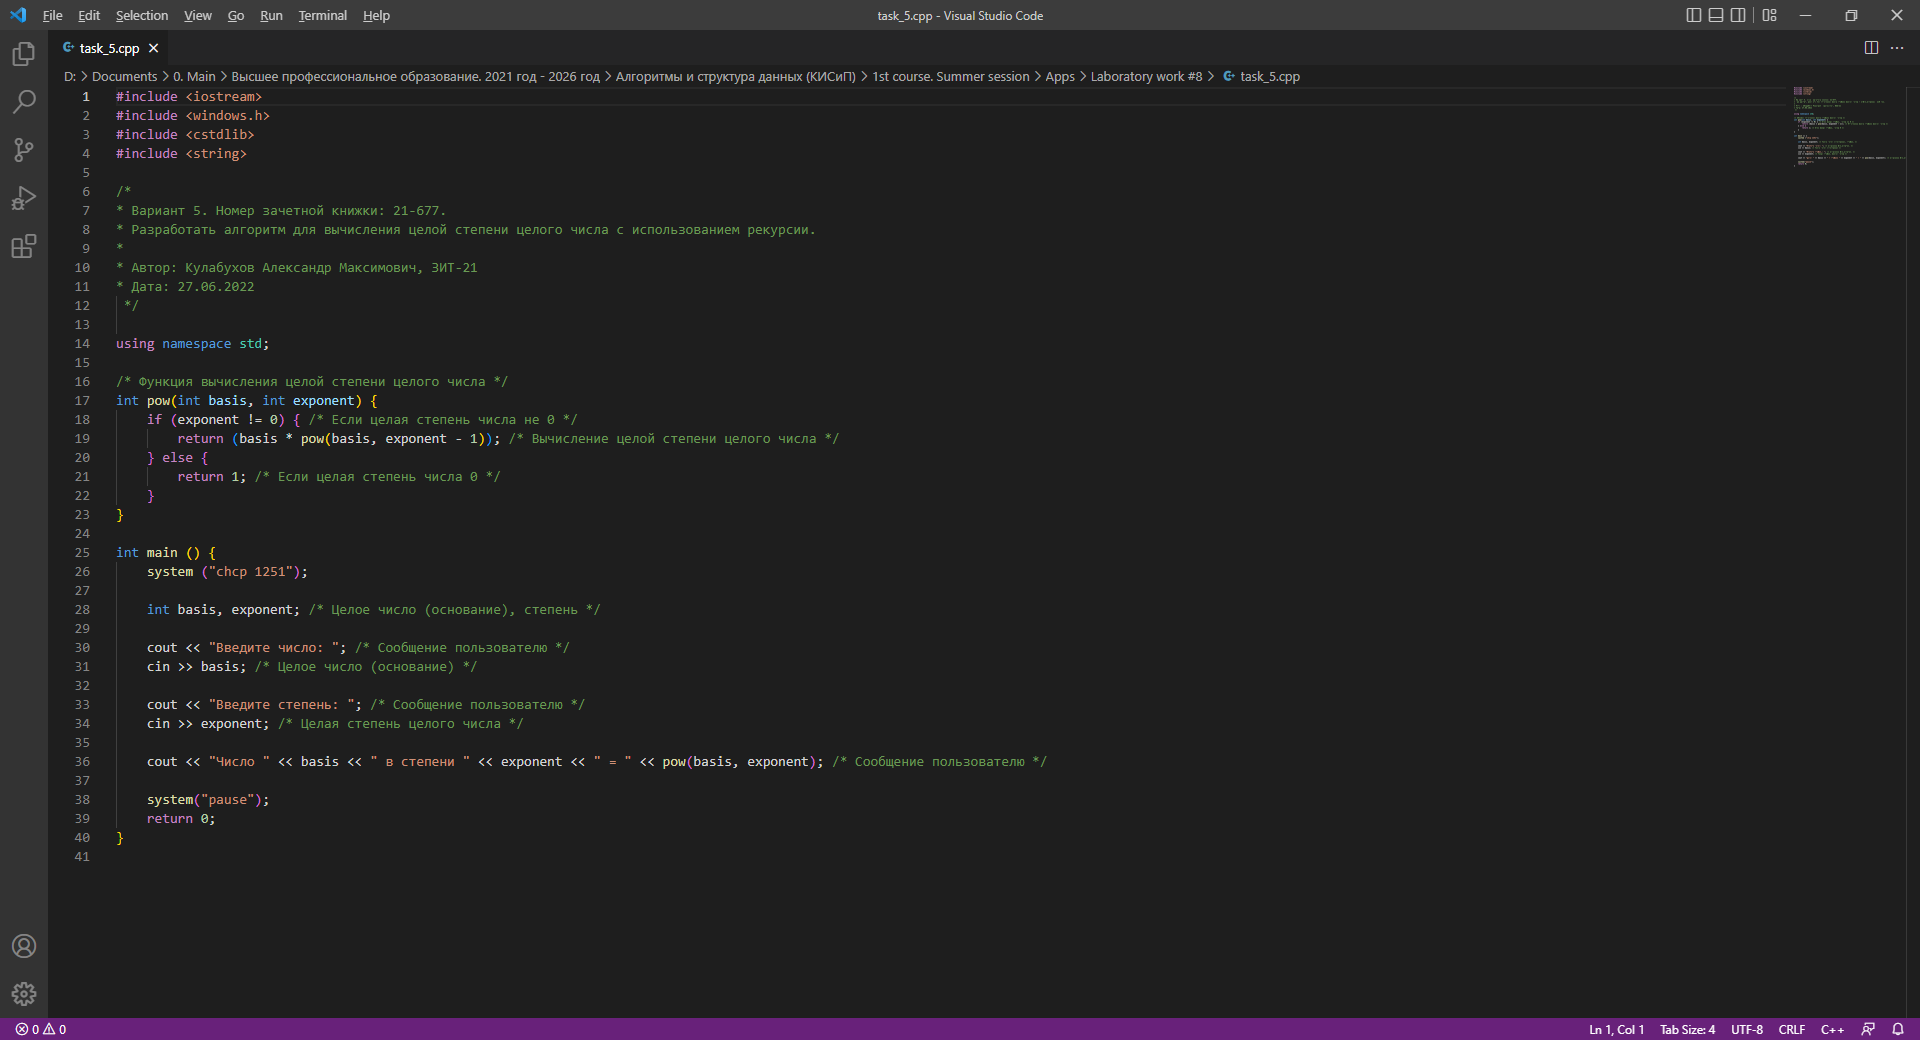 File Edit Selection View Go Run Terminal Help
task_5.cpp - Visual Studio Code
task_5.cpp
D: > Documents > 0. Main > Высшее профессиональное образование. 2021 год - 2026 год > Алгоритмы и структура данных (КИСиП) > 1st course. Summer session > Apps > Laboratory work #8 > task_5.cpp
1 #include <iostream>
2 #include <windows.h>
3 #include <cstdlib>
4 #include <string>
5
6 /*
7 * Вариант 5. Номер зачетной книжки: 21-677.
8 * Разработать алгоритм для вычисления целой степени целого числа с использованием рекурсии.
9 *
10 * Автор: Кулабухов Александр Максимович, ЗИТ-21
11 * Дата: 27.06.2022
12 */
13
14 using namespace std;
15
16 /* Функция вычисления целой степени целого числа */
17 int pow(int basis, int exponent) {
18 if (exponent != 0) { /* Если целая степень числа не 0 */
19 return (basis * pow(basis, exponent - 1)); /* Вычисление целой степени целого числа */
20 } else {
21 return 1; /* Если целая степень числа 0 */
22 }
23 }
24
25 int main () {
26 system ("chcp 1251");
27
28 int basis, exponent; /* Целое число (основание), степень */
29
30 cout << "Введите число: "; /* Сообщение пользователю */
31 cin >> basis; /* Целое число (основание) */
32
33 cout << "Введите степень: "; /* Сообщение пользователю */
34 cin >> exponent; /* Целая степень целого числа */
35
36 cout << "Число " << basis << " в степени " << exponent << " = " << pow(basis, exponent); /* Сообщение пользователю */
37
38 system("pause");
39 return 0;
40 }
41
0 0
Ln 1, Col 1 Tab Size: 4 UTF-8 CRLF C++